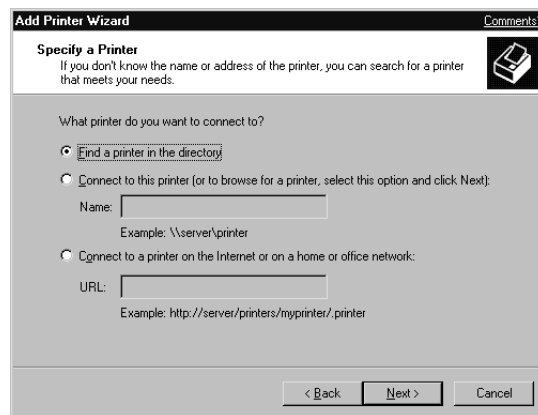 Add Printer Wizard
Comments
Specify a Printer
If you don't know the name or address of the printer, you can search for a printer
that meets your needs.
What printer do you want to connect to?
Find a printer in the directory
Connect to this printer (or to browse for a printer, select this option and click Next):
Name:
Example: \\server\printer
Connect to a printer on the Internet or on a home or office network:
URL:
Example: http://server/printers/myprinter/.printer
< Back
Next >
Cancel